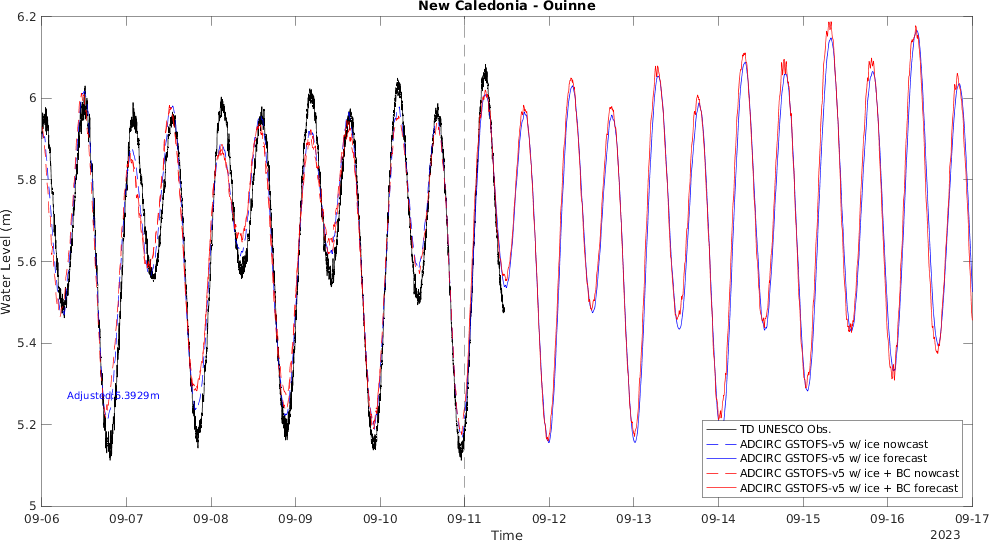 New Caledonia - Ouinne
6.2
6
5.8
5.6
5.4
5.2
5
Water Level (m)
Adjusted 5.3929m
TD UNESCO Obs.
ADCIRC GSTOFS-v5 w/ ice nowcast
ADCIRC GSTOFS-v5 w/ ice forecast
ADCIRC GSTOFS-v5 w/ ice + BC nowcast
ADCIRC GSTOFS-v5 w/ ice + BC forecast
09-06 09-07 09-08 09-09 09-10 09-11 09-12 09-13 09-14 09-15 09-16 09-17
Time
2023